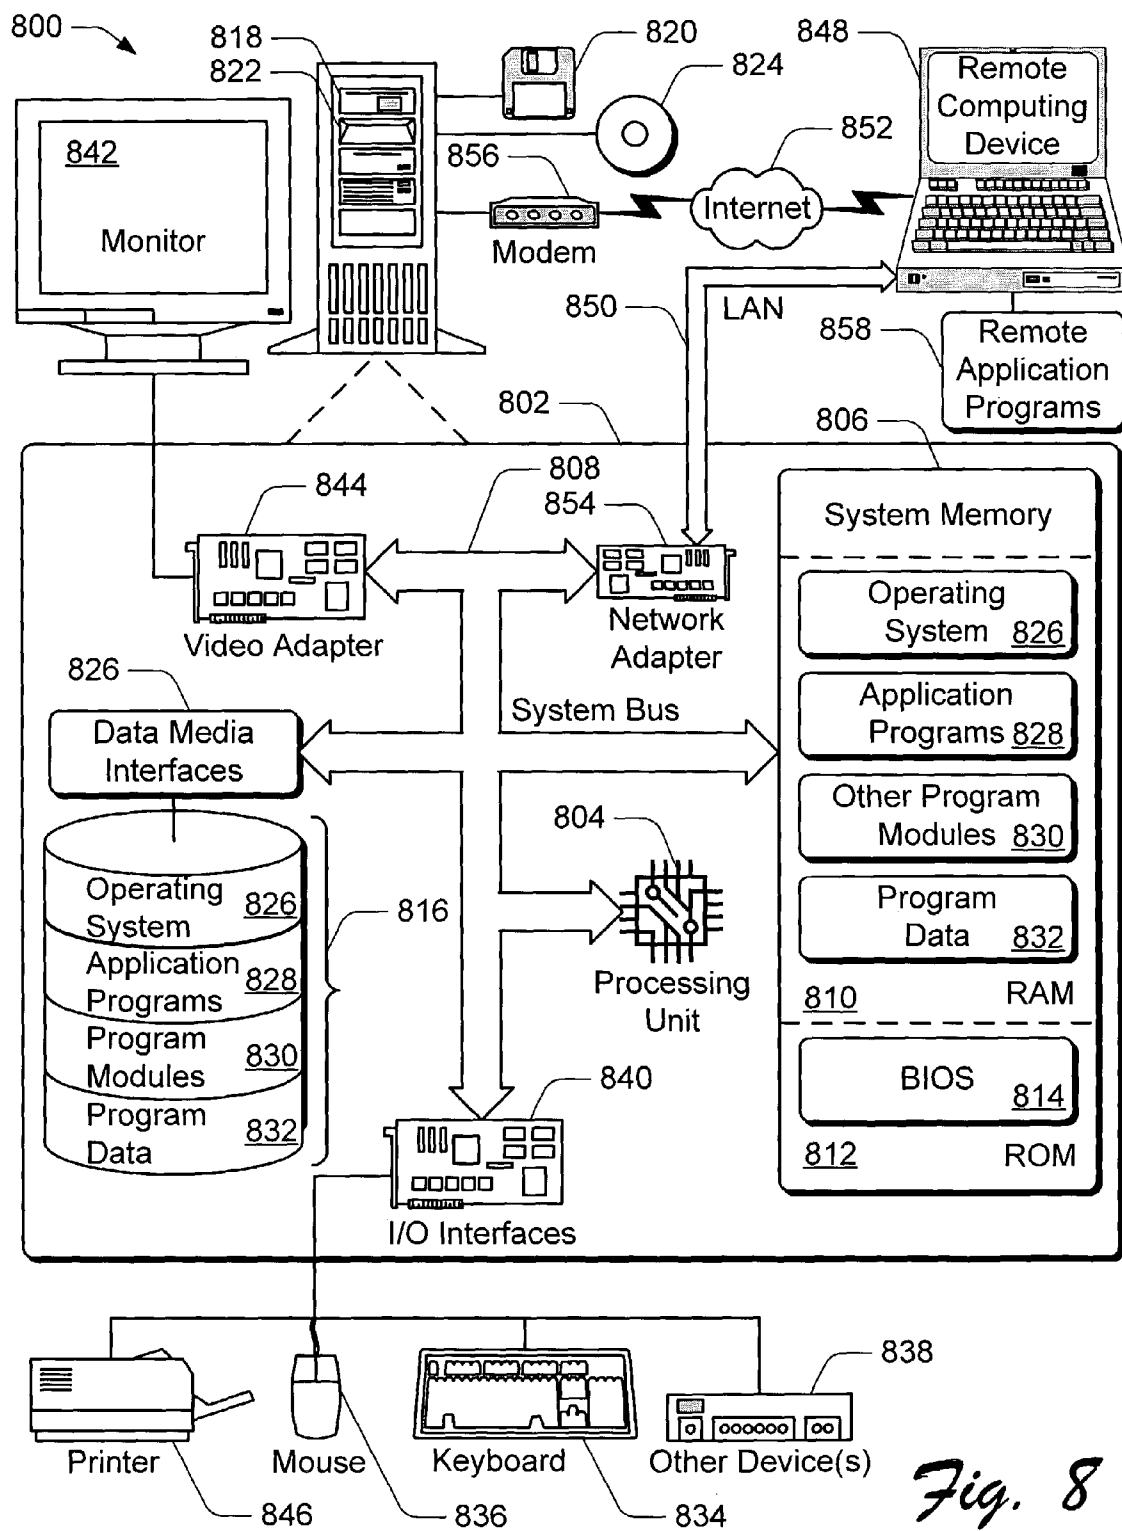 800
818
822
820
824
848
Remote
Computing
Device
842
Monitor
856
Modem
852
Internet
850
LAN
858
Remote
Application
Programs
802
806
808
844
Video Adapter
854
Network
Adapter
System Memory
Operating
System 826
Application
Programs 828
Other Program
Modules 830
Program
Data 832
810 RAM
BIOS 814
812 ROM
826
Data Media
Interfaces
System Bus
804
Processing
Unit
Operating
System 826
Application
Programs 828
Program
Modules 830
Program
Data 832
816
840
I/O Interfaces
Printer
846
Mouse
836
Keyboard
834
838
Other Device(s)
Fig. 8